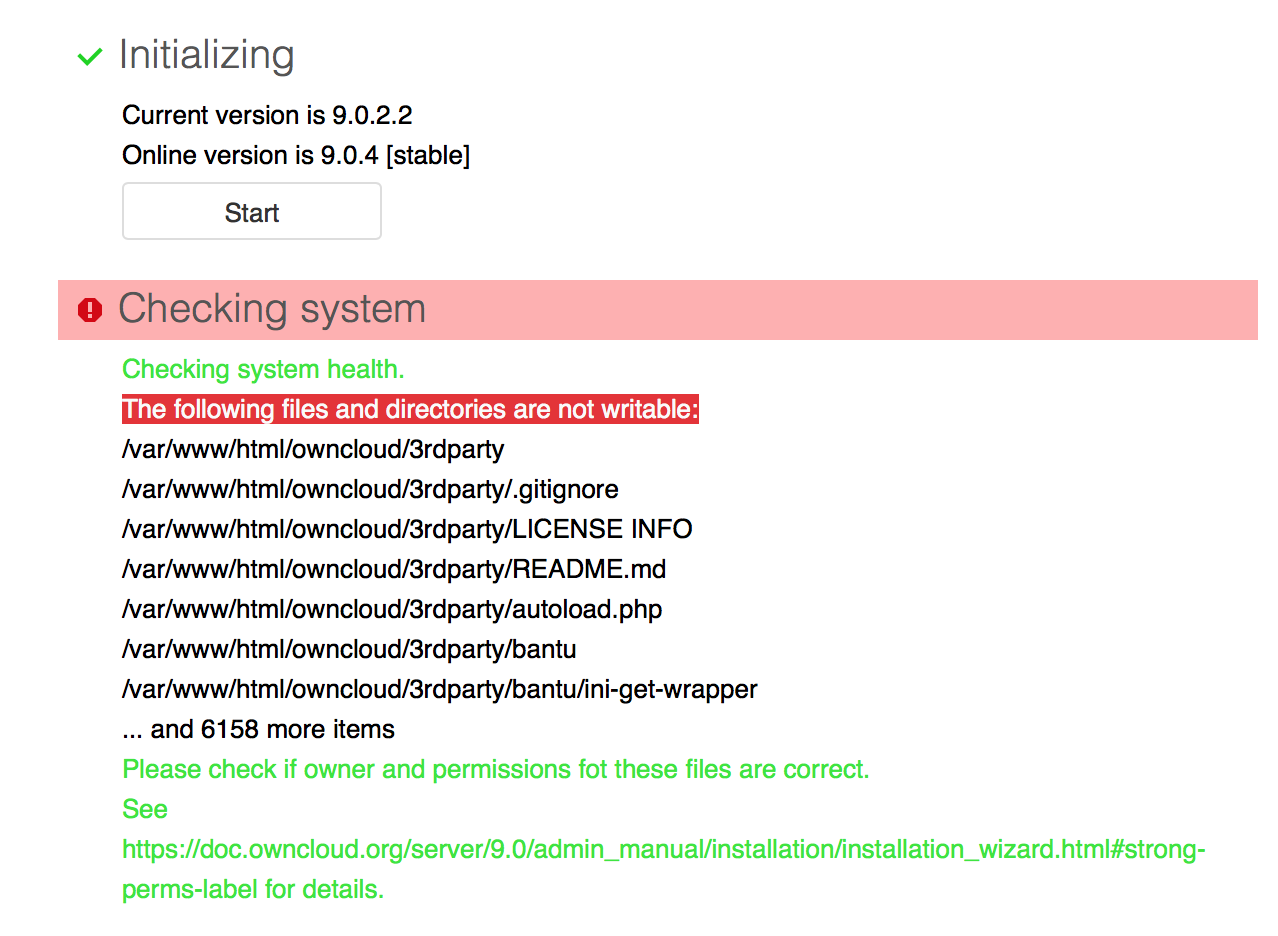 Initializing
Current version is 9.0.2.2
Online version is 9.0.4 [stable]
Start
Checking system
Checking system health.
The following files and directories are not writable:
/var/www/html/owncloud/3rdparty
/var/www/html/owncloud/3rdparty/.gitignore
/var/www/html/owncloud/3rdparty/LICENSE INFO
/var/www/html/owncloud/3rdparty/README.md
/var/www/html/owncloud/3rdparty/autoload.php
/var/www/html/owncloud/3rdparty/bantu
/var/www/html/owncloud/3rdparty/bantu/ini-get-wrapper
... and 6158 more items
Please check if owner and permissions fot these files are correct.
See
https://doc.owncloud.org/server/9.0/admin_manual/installation/installation_wizard.html#strong-
perms-label for details.